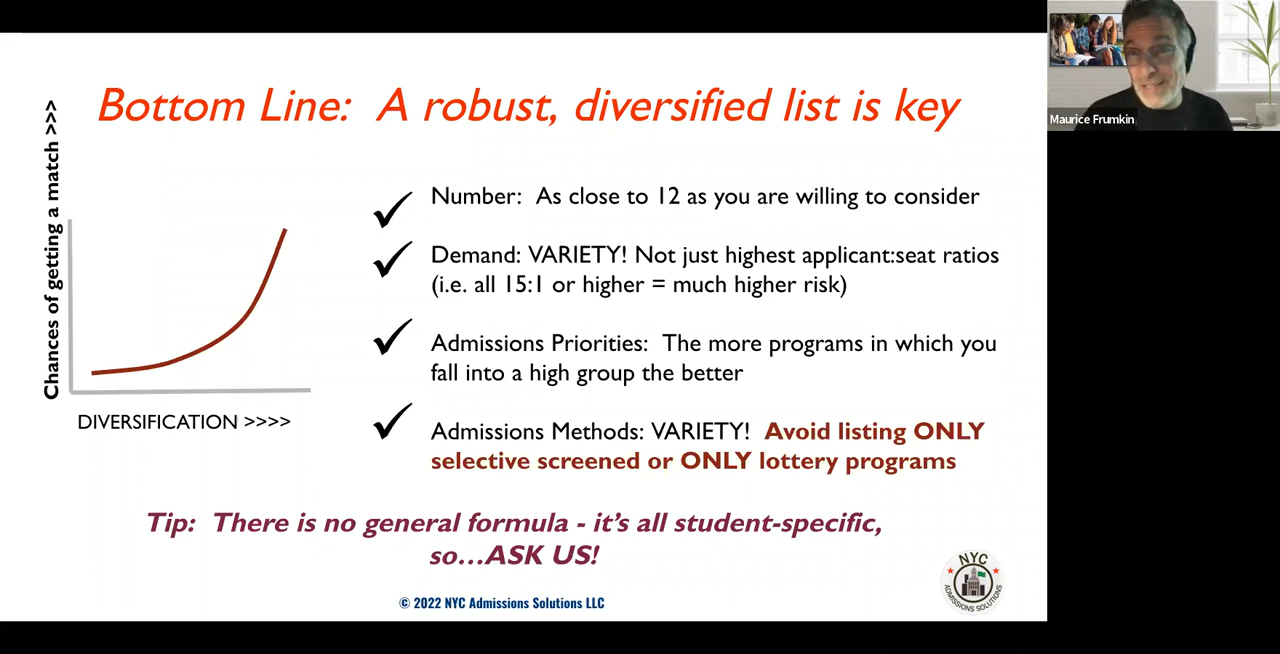 Bottom Line: A robust, diversified list is key
Chances of getting a match >>>
DIVERSIFICATION >>>>
Number: As close to 12 as you are willing to consider
Demand: VARIETY! Not just highest applicant:seat ratios
(i.e. all 15:1 or higher = much higher risk)
Admissions Priorities: The more programs in which you
fall into a high group the better
Admissions Methods: VARIETY! Avoid listing ONLY
selective screened or ONLY lottery programs
Tip: There is no general formula - it's all student-specific,
so...ASK US!
© 2022 NYC Admissions Solutions LLC
NYC
ADMISSIONS SOLUTIONS
Maurice Frumkin